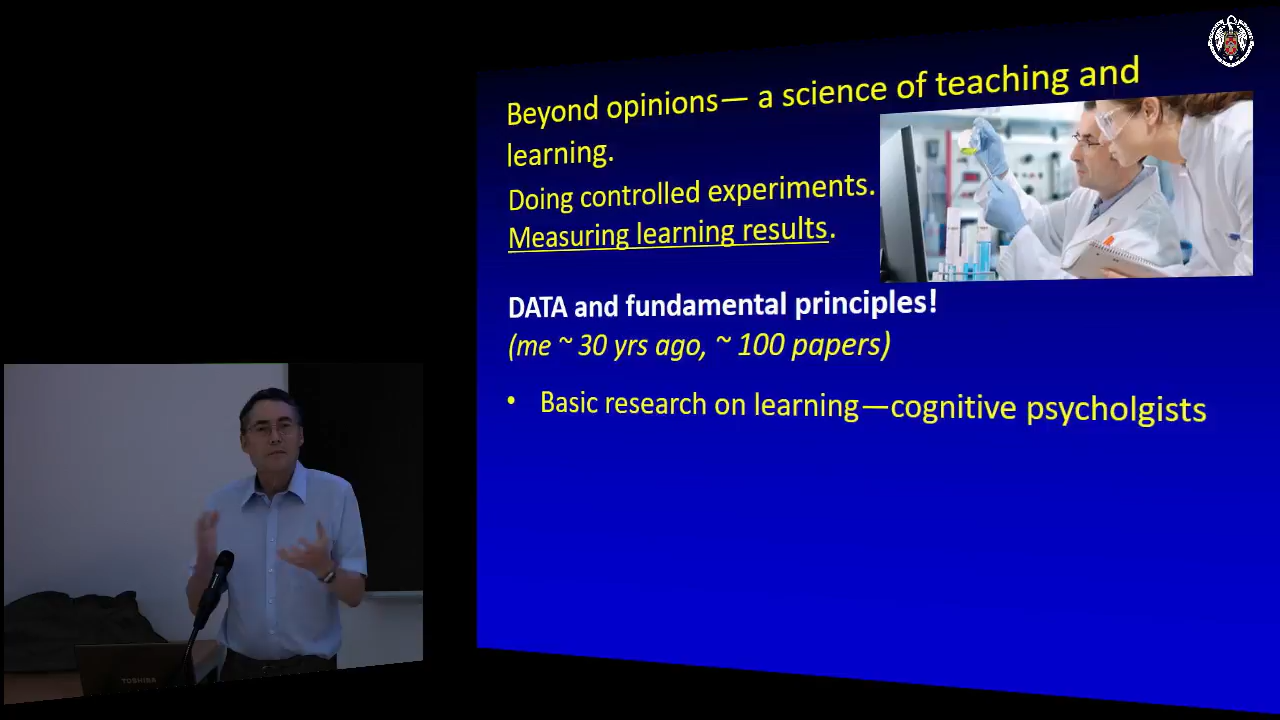 Beyond opinions— a science of teaching and
learning.
Doing controlled experiments.
Measuring learning results.
DATA and fundamental principles!
(me ~ 30 yrs ago, ~ 100 papers)
• Basic research on learning—cognitive psycholgists
TOSHIBA